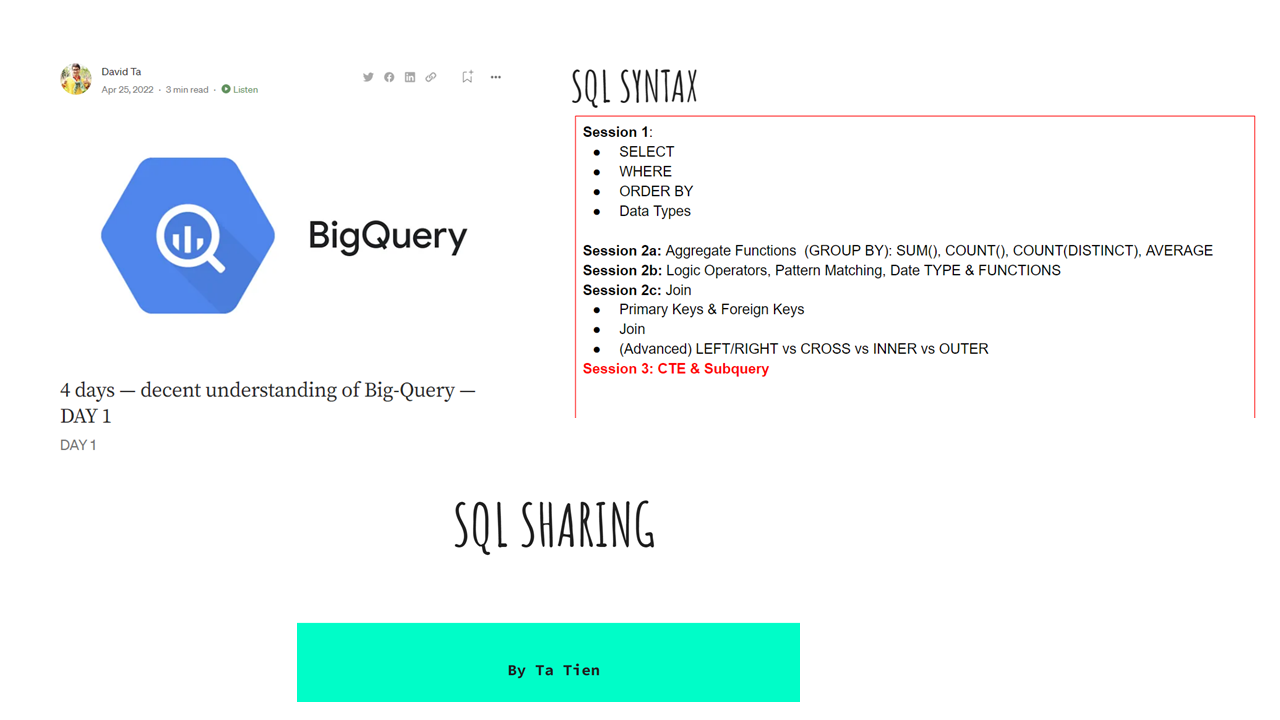 David Ta
Apr 25, 2022 · 3 min read · Listen
BigQuery
4 days — decent understanding of Big-Query —
DAY 1
DAY 1
SQL SYNTAX
Session 1:
● SELECT
● WHERE
● ORDER BY
● Data Types
Session 2a: Aggregate Functions (GROUP BY): SUM(), COUNT(), COUNT(DISTINCT), AVERAGE
Session 2b: Logic Operators, Pattern Matching, Date TYPE & FUNCTIONS
Session 2c: Join
● Primary Keys & Foreign Keys
● Join
● (Advanced) LEFT/RIGHT vs CROSS vs INNER vs OUTER
Session 3: CTE & Subquery
SQL SHARING
By Ta Tien